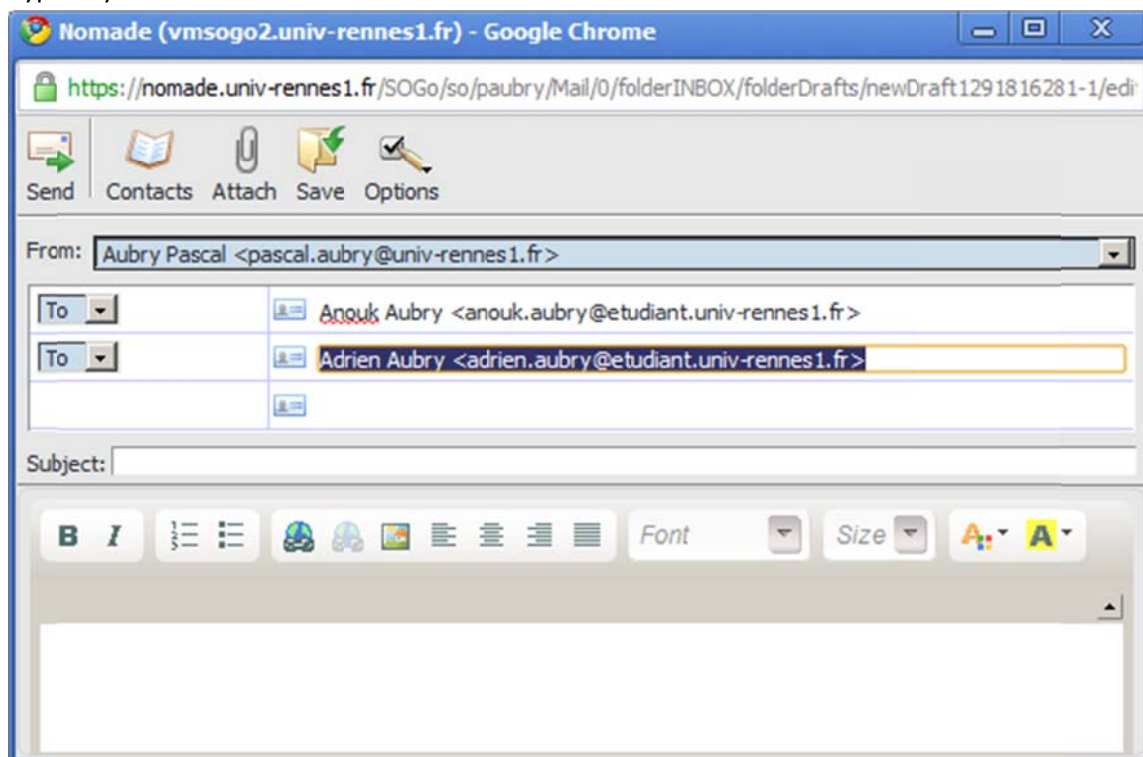 Nomade (vmsogo2.univ-rennes1.fr) - Google Chrome
https://nomade.univ-rennes1.fr/SOGo/so/paubry/Mail/0/folderINBOX/folderDrafts/newDraft1291816281-1/edi
Send Contacts Attach Save Options
From: Aubry Pascal <pascal.aubry@univ-rennes1.fr>
To Anouk Aubry <anouk.aubry@etudiant.univ-rennes1.fr>
To Adrien Aubry <adrien.aubry@etudiant.univ-rennes1.fr>
Subject:
B I Font Size A A